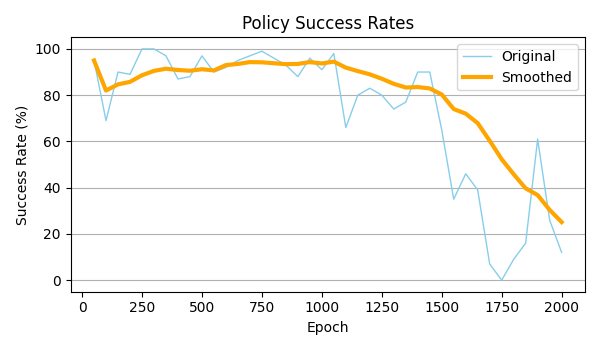 Policy Success Rates
Success Rate (%)
100
80
60
40
20
0
Original
Smoothed
0 250 500 750 1000 1250 1500 1750 2000
Epoch